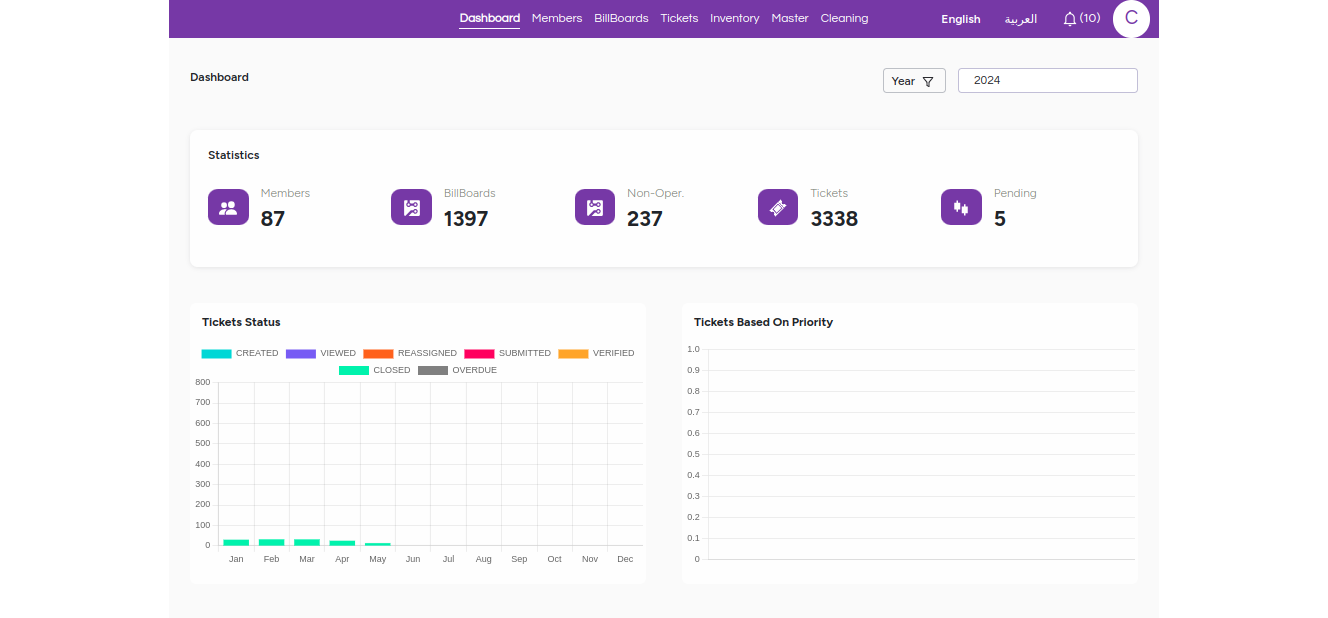 Dashboard Members BillBoards Tickets Inventory Master Cleaning English العربية (10) C
Dashboard
Year 2024
Statistics
Members BillBoards Non-Oper. Tickets Pending
87 1397 237 3338 5
Tickets Status
CREATED VIEWED REASSIGNED SUBMITTED VERIFIED
CLOSED OVERDUE
800
700
600
500
400
300
200
100
0
Jan Feb Mar Apr May Jun Jul Aug Sep Oct Nov Dec
Tickets Based On Priority
1.0
0.9
0.8
0.7
0.6
0.5
0.4
0.3
0.2
0.1
0